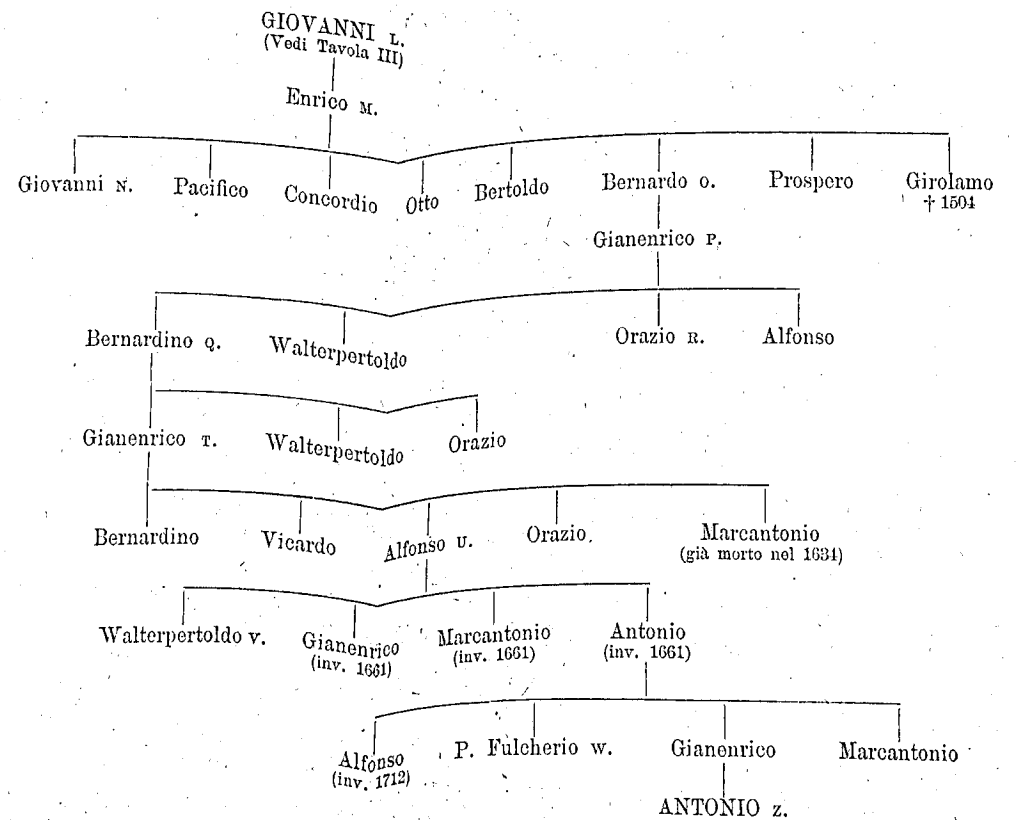 GIOVANNI L.
(Vedi Tavola III)
Enrico M.
Giovanni N. Pacifico Concordio Otto Bertoldo Bernardo O. Prospero Girolamo
† 1504
Gianenrico P.
Bernardino Q. Walterpertoldo Orazio R. Alfonso
Gianenrico T. Walterpertoldo Orazio
Bernardino Vicardo Alfonso U. Orazio Marcantonio
(già morto nel 1634)
Walterpertoldo V. Gianenrico Marcantonio Antonio
(inv. 1661) (inv. 1661) (inv. 1661)
Alfonso P. Fulcherio W. Gianenrico Marcantonio
(inv. 1712)
ANTONIO Z.